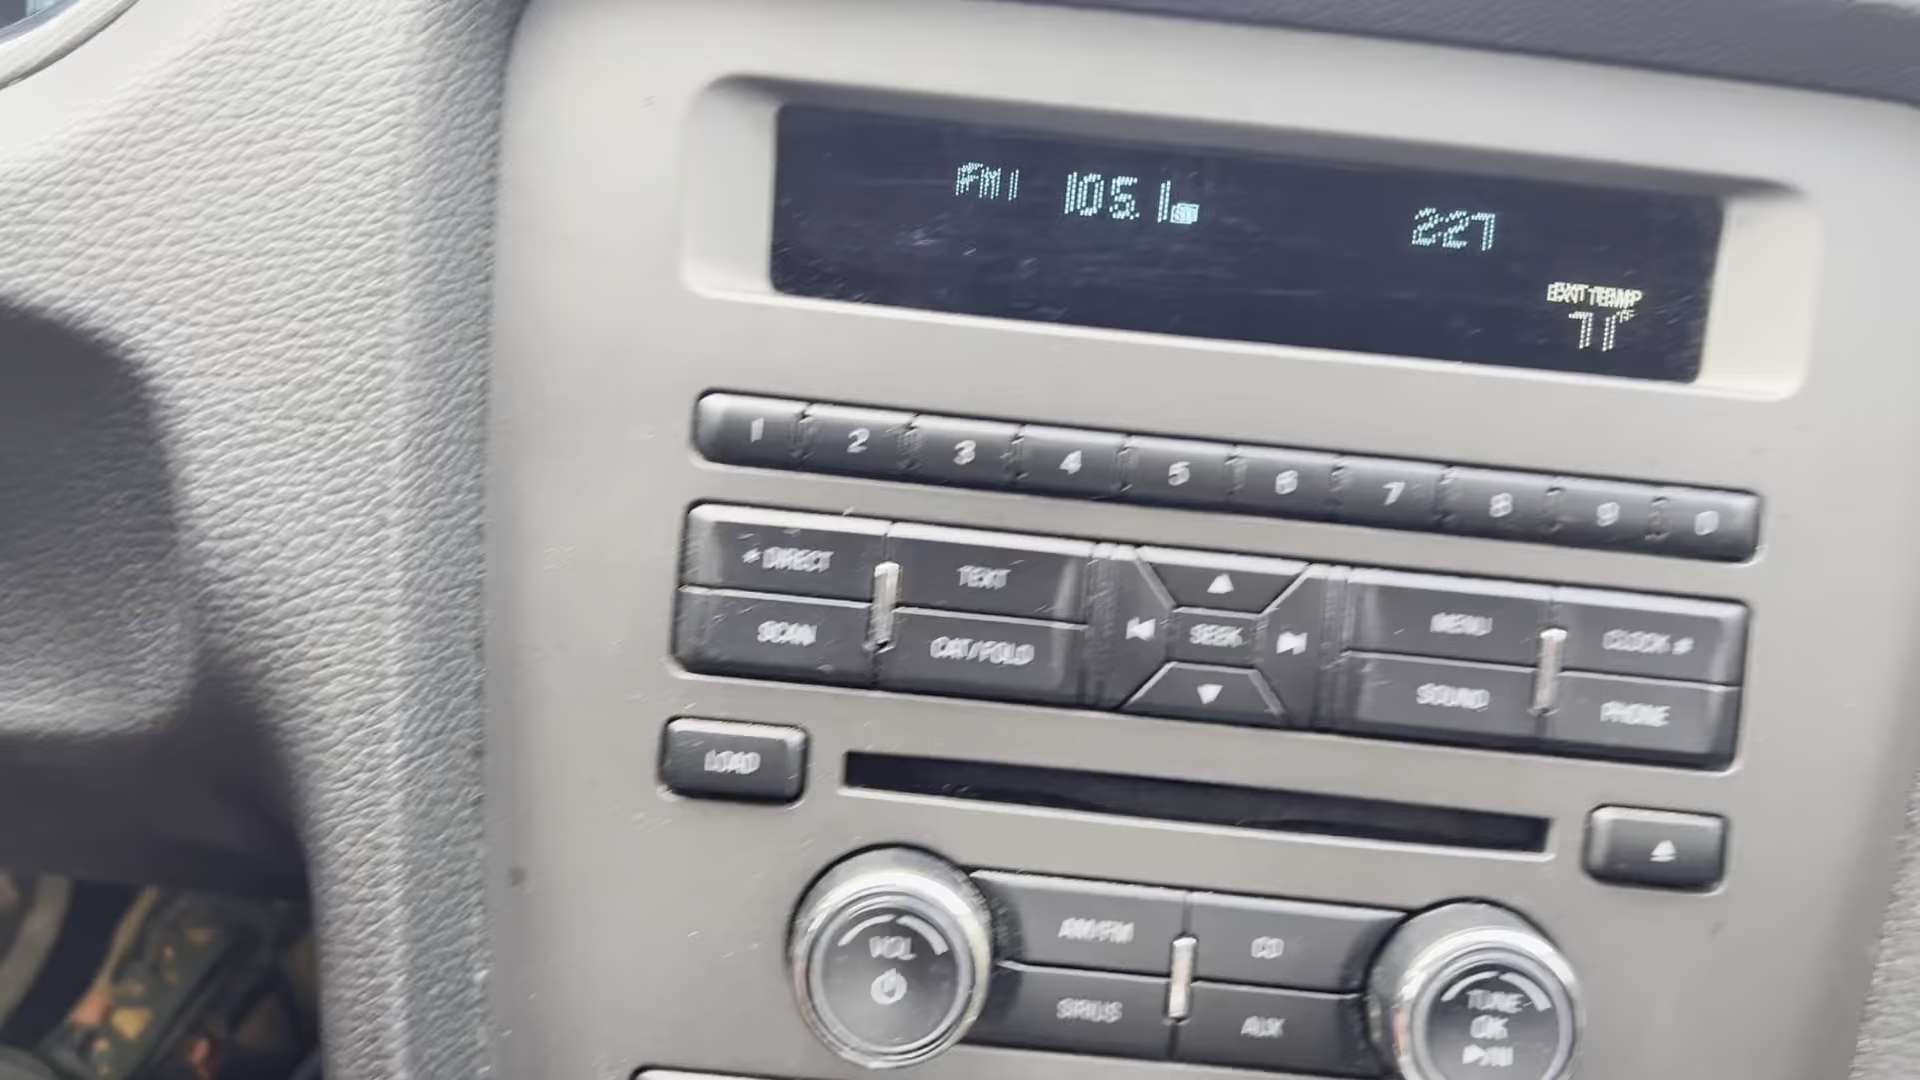 FM1 105.1 ST 2:27
EXT TEMP
71°F
1 2 3 4 5 6 7 8 9 0
* DIRECT TEXT MENU CLOCK #
SCAN CAT/FOLD SEEK SOUND PHONE
LOAD
VOL AM/FM CD TUNE
SIRIUS AUX OK